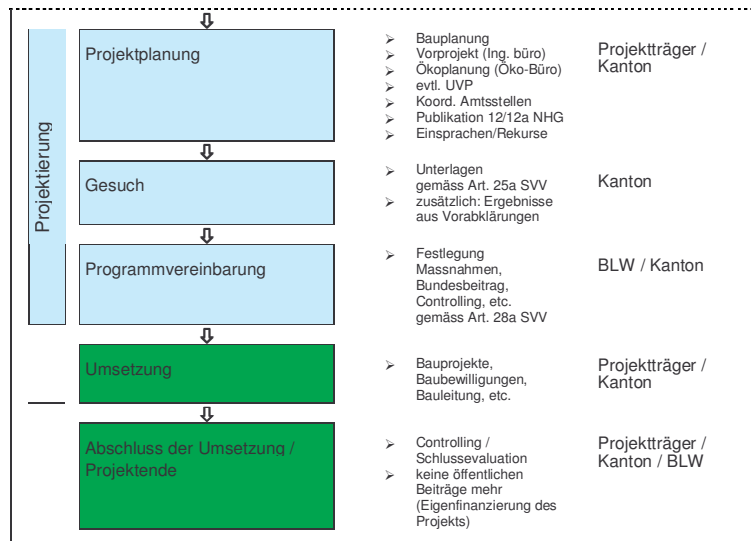 Projektierung
Projektplanung
➢ Bauplanung
➢ Vorprojekt (Ing. büro)
➢ Ökoplanung (Öko-Büro)
➢ evtl. UVP
➢ Koord. Amtsstellen
➢ Publikation 12/12a NHG
➢ Einsprachen/Rekurse
Projektträger /
Kanton
Gesuch
➢ Unterlagen
gemäss Art. 25a SVV
➢ zusätzlich: Ergebnisse
aus Vorabklärungen
Kanton
Programmvereinbarung
➢ Festlegung
Massnahmen,
Bundesbeitrag,
Controlling, etc.
gemäss Art. 28a SVV
BLW / Kanton
Umsetzung
➢ Bauprojekte,
Baubewilligungen,
Bauleitung, etc.
Projektträger /
Kanton
Abschluss der Umsetzung /
Projektende
➢ Controlling /
Schlussevaluation
➢ keine öffentlichen
Beiträge mehr
(Eigenfinanzierung des
Projekts)
Projektträger /
Kanton / BLW